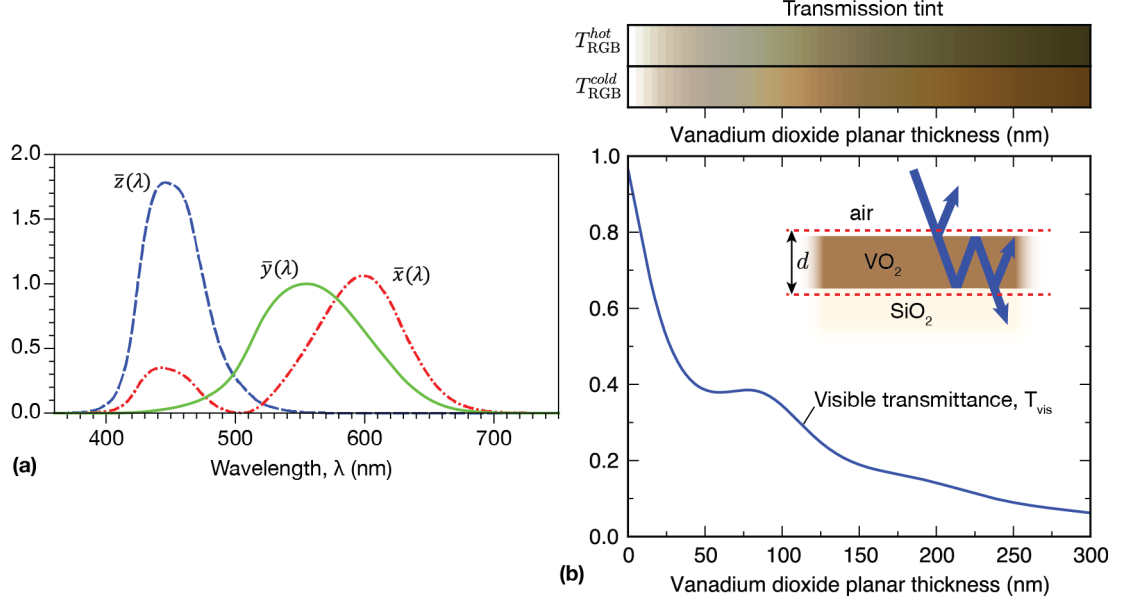 Transmission tint
T^hot_RGB
T^cold_RGB
Vanadium dioxide planar thickness (nm)
2.0
1.5
1.0
0.5
0.0
z̄(λ)
ȳ(λ)
x̄(λ)
400 500 600 700
Wavelength, λ (nm)
(a)
1.0
0.8
0.6
0.4
0.2
0.0
air
d
VO2
SiO2
Visible transmittance, Tvis
0 50 100 150 200 250 300
Vanadium dioxide planar thickness (nm)
(b)